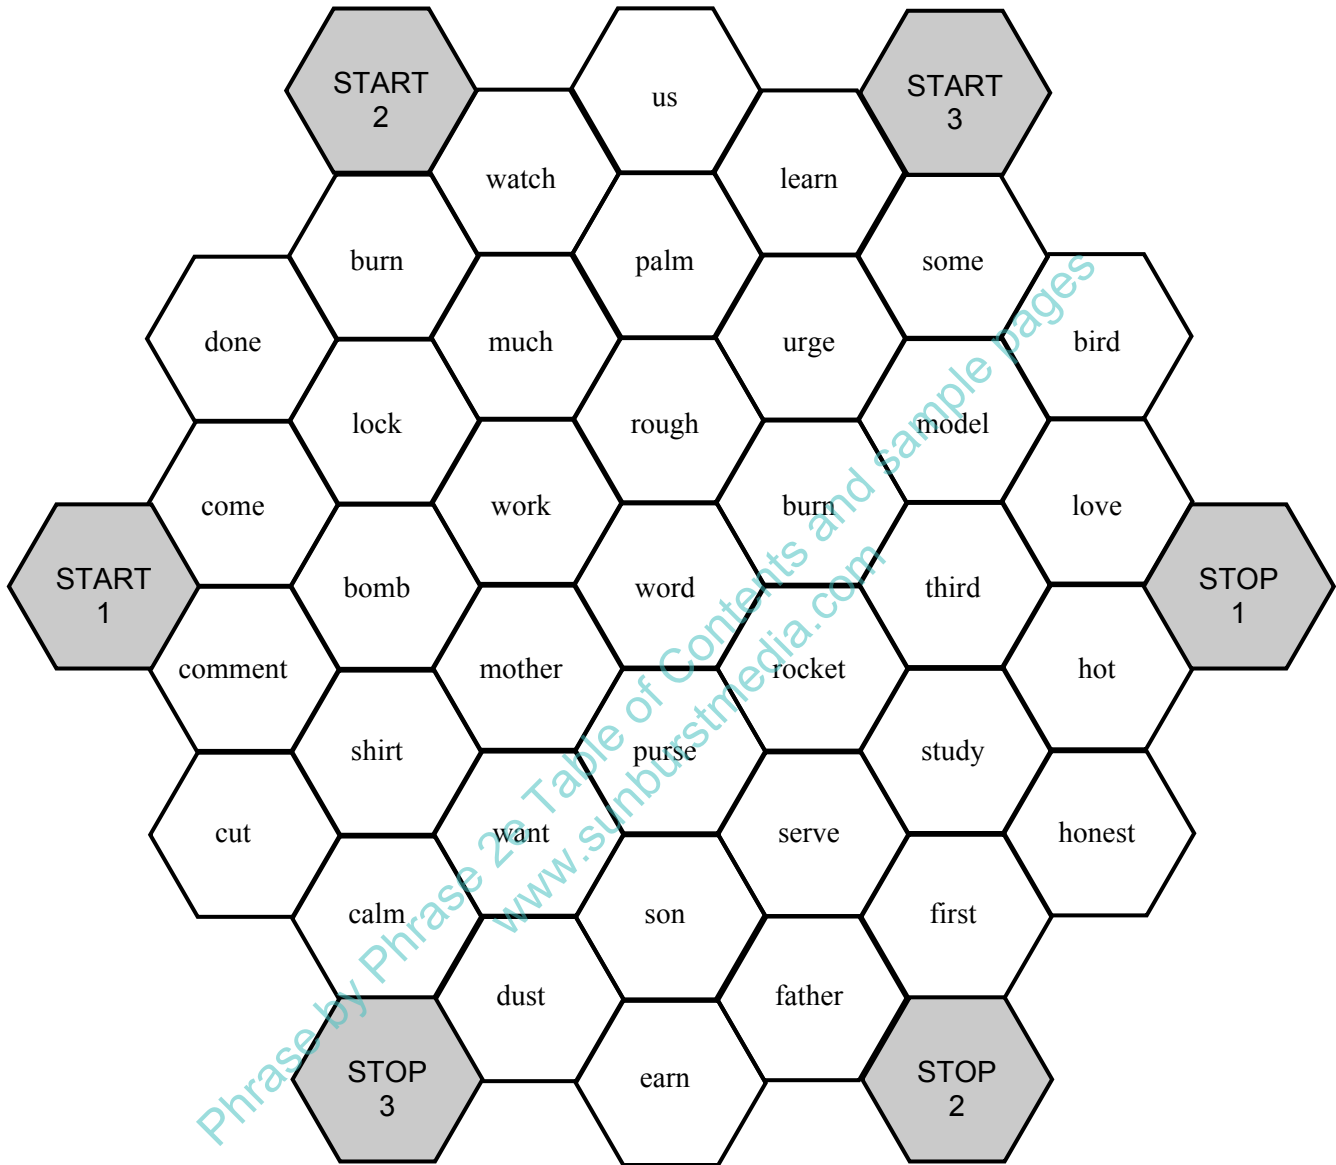 START
2
us
START
3
watch
learn
burn
palm
some
done
much
urge
bird
lock
rough
model
come
work
burn
love
START
1
bomb
word
third
STOP
1
comment
mother
rocket
hot
shirt
purse
study
cut
want
serve
honest
calm
son
first
dust
father
STOP
3
earn
STOP
2
Phrase by Phrase 2e Table of Contents and sample pages
www.sunburstmedia.com